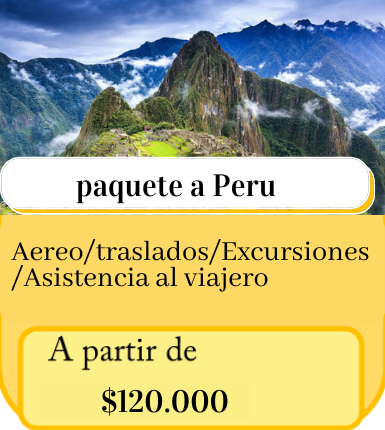 paquete a Peru
Aereo/traslados/Excursiones
/Asistencia al viajero
A partir de
$120.000